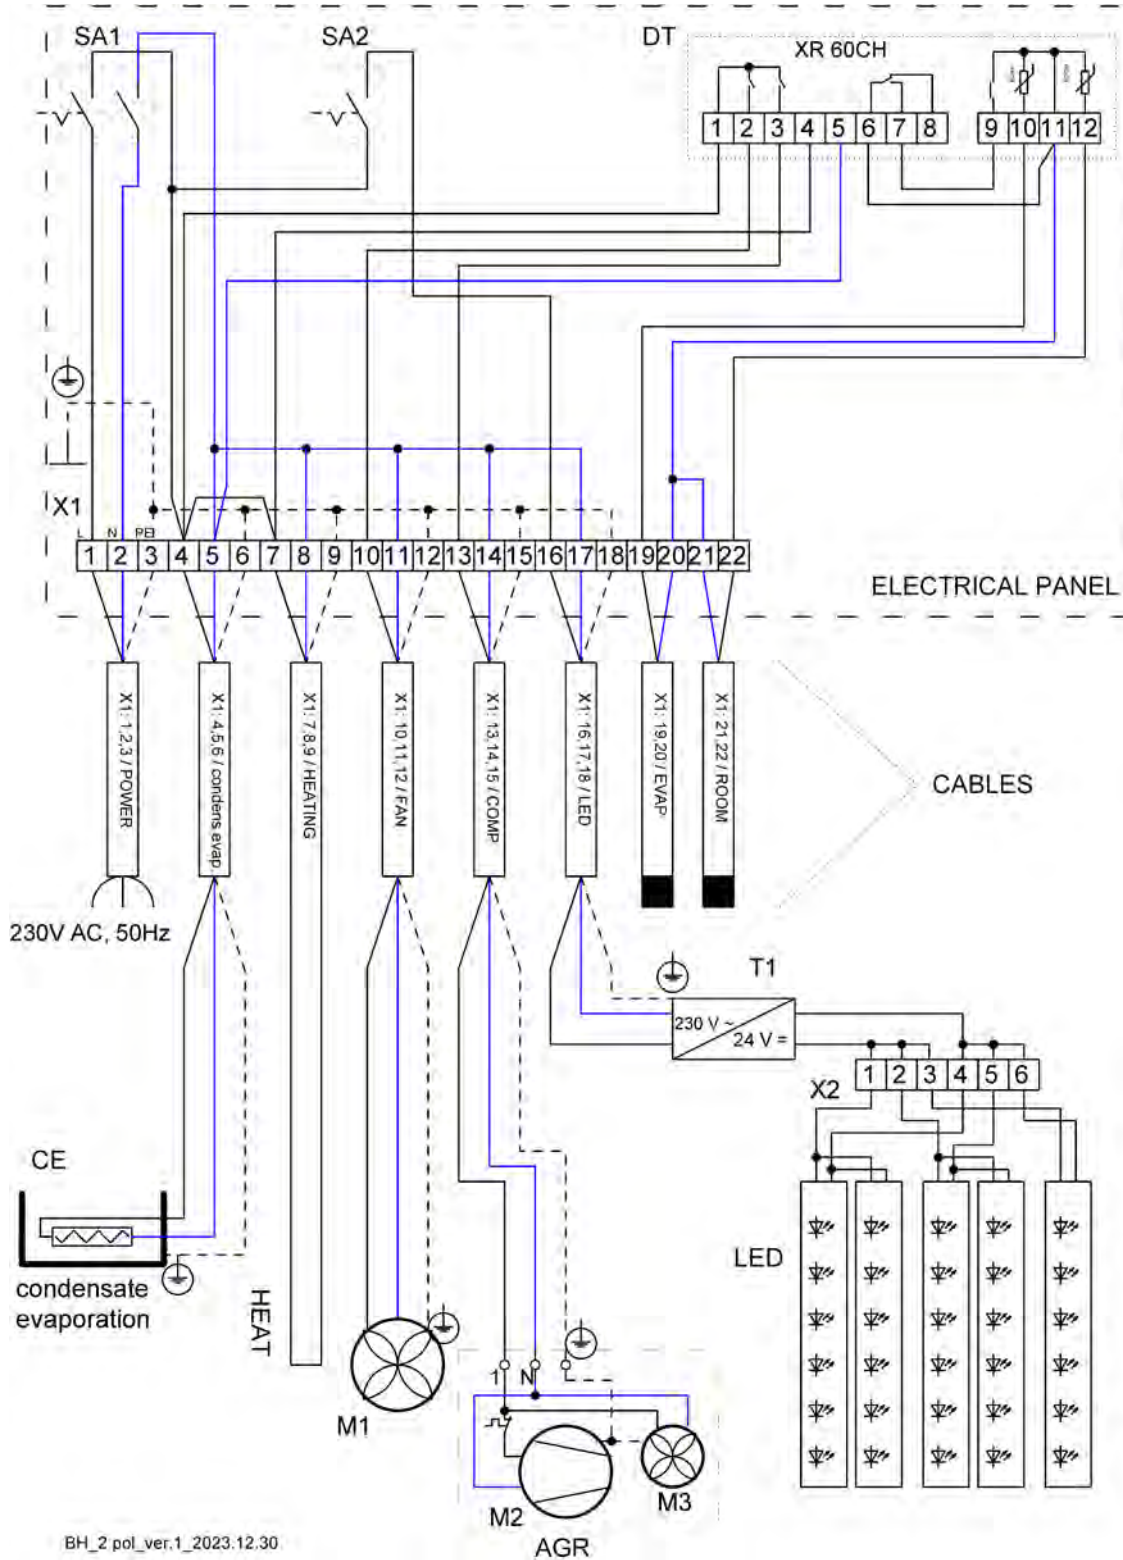 SA1
SA2
DT
XR 60CH
1 2 3 4 5 6 7 8
9 10 11 12
X1
L N PE
1 2 3 4 5 6 7 8 9 10 11 12 13 14 15 16 17 18 19 20 21 22
ELECTRICAL PANEL
X1: 1,2,3 / POWER
X1: 4,5,6 / condens.evap.
X1: 7,8,9 / HEATING
X1: 10,11,12 / FAN
X1: 13,14,15 / COMP
X1: 16,17,18 / LED
X1: 19,20 / EVAP
X1: 21,22 / ROOM
CABLES
230V AC, 50Hz
T1
230 V ~
24 V =
X2
1 2 3 4 5 6
CE
condensate
evaporation
HEAT
LED
M1
1 N
M2
M3
AGR
BH_2 pol_ver.1_2023.12.30